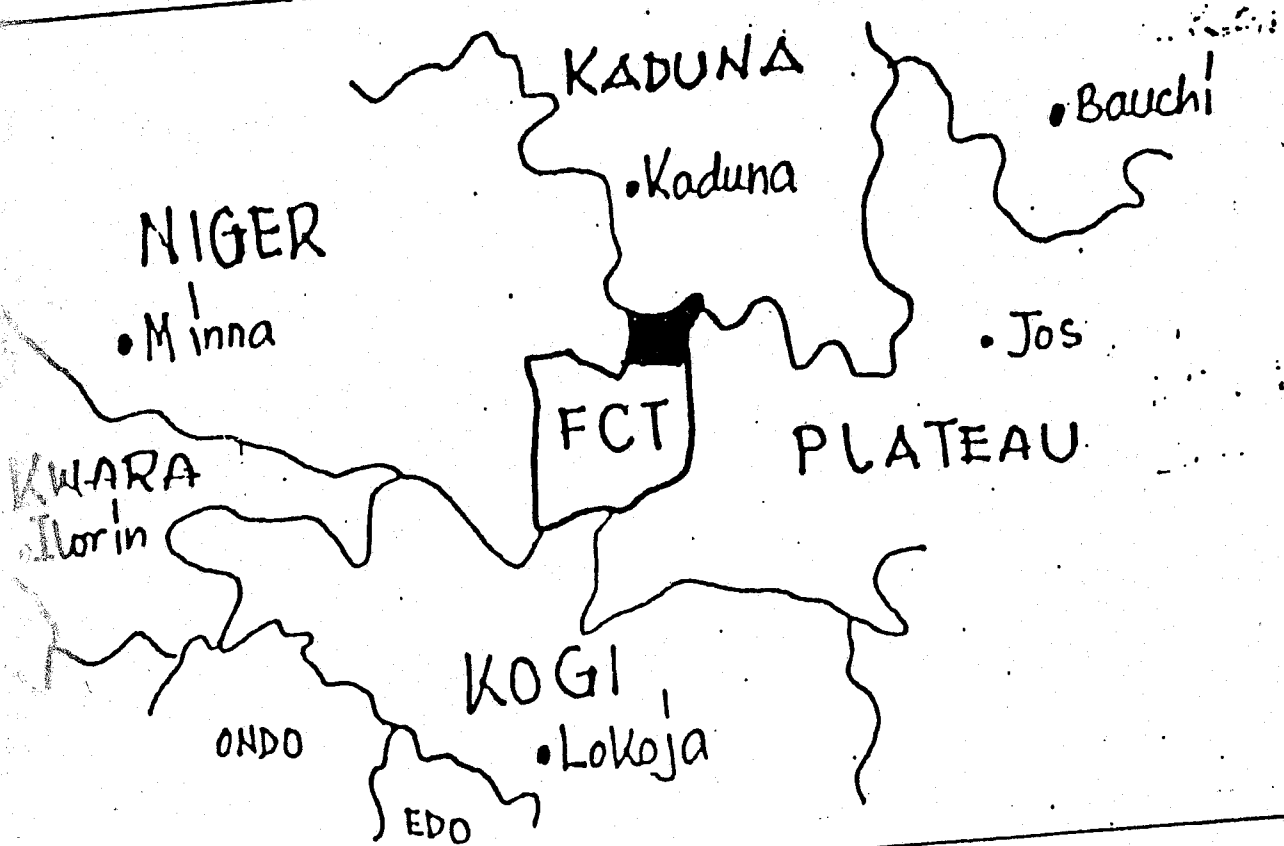 KADUNA
•Bauchi
•Kaduna
NIGER
•Minna
•Jos
FCT
PLATEAU
KWARA
Ilorin
KOGI
ONDO
•Lokoja
EDO